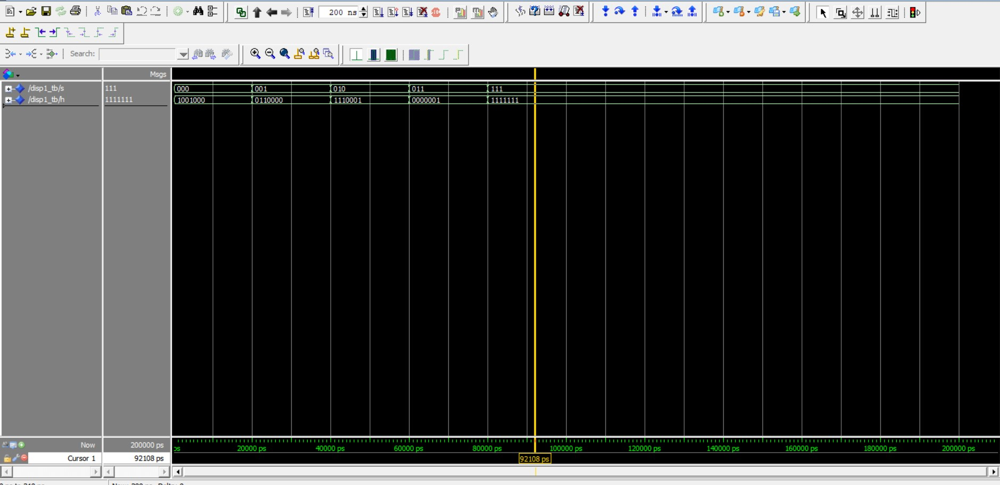 200 ns
Search:
Msgs
/disp1_tb/s 111 000 001 010 011 111
/disp1_tb/h 1111111 1001000 0110000 1110001 0000001 1111111
Now 200000 ps
ps 20000 ps 40000 ps 60000 ps 80000 ps 100000 ps 120000 ps 140000 ps 160000 ps 180000 ps 200000 ps
Cursor 1 92108 ps 92108 ps